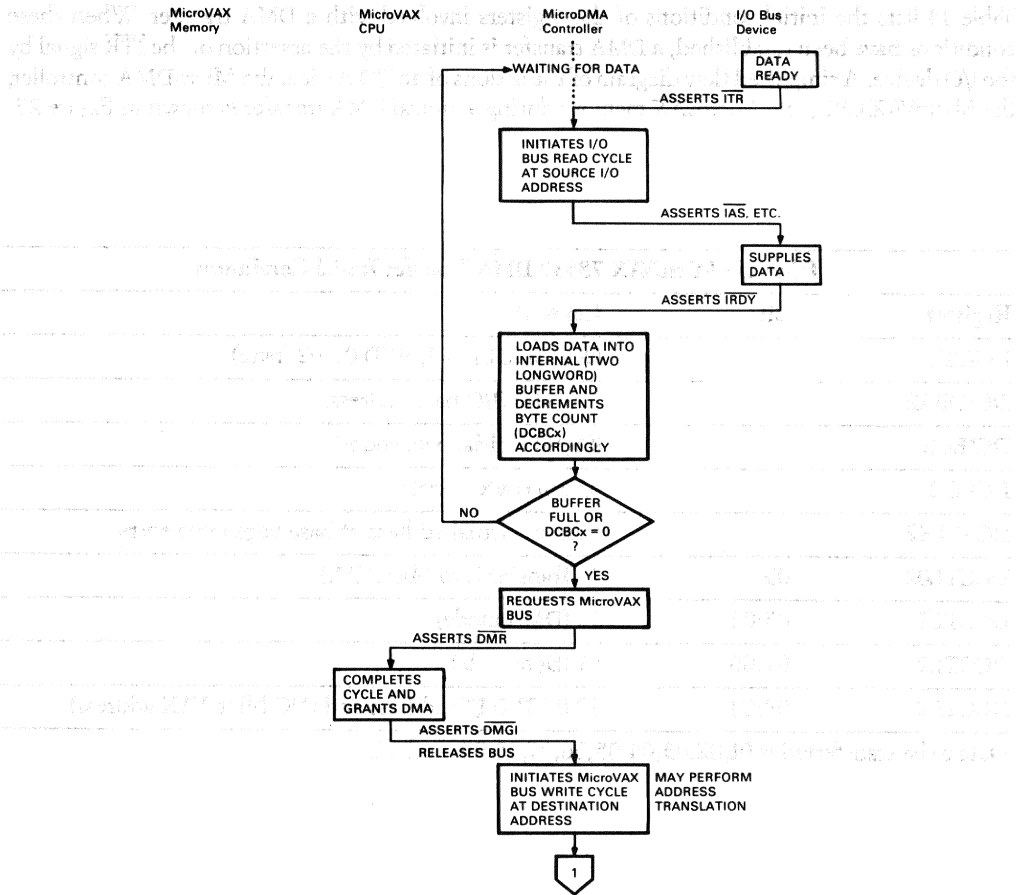 MicroVAX Memory
MicroVAX CPU
MicroDMA Controller
I/O Bus Device
WAITING FOR DATA
DATA READY
ASSERTS ITR
INITIATES I/O
BUS READ CYCLE
AT SOURCE I/O
ADDRESS
ASSERTS IAS, ETC.
SUPPLIES
DATA
ASSERTS IRDY
LOADS DATA INTO
INTERNAL (TWO
LONGWORD)
BUFFER AND
DECREMENTS
BYTE COUNT
(DCBCx)
ACCORDINGLY
BUFFER
FULL OR
DCBCx = 0
?
NO
YES
REQUESTS MicroVAX
BUS
ASSERTS DMR
COMPLETES
CYCLE AND
GRANTS DMA
ASSERTS DMGI
RELEASES BUS
INITIATES MicroVAX
BUS WRITE CYCLE
AT DESTINATION
ADDRESS
MAY PERFORM
ADDRESS
TRANSLATION
1